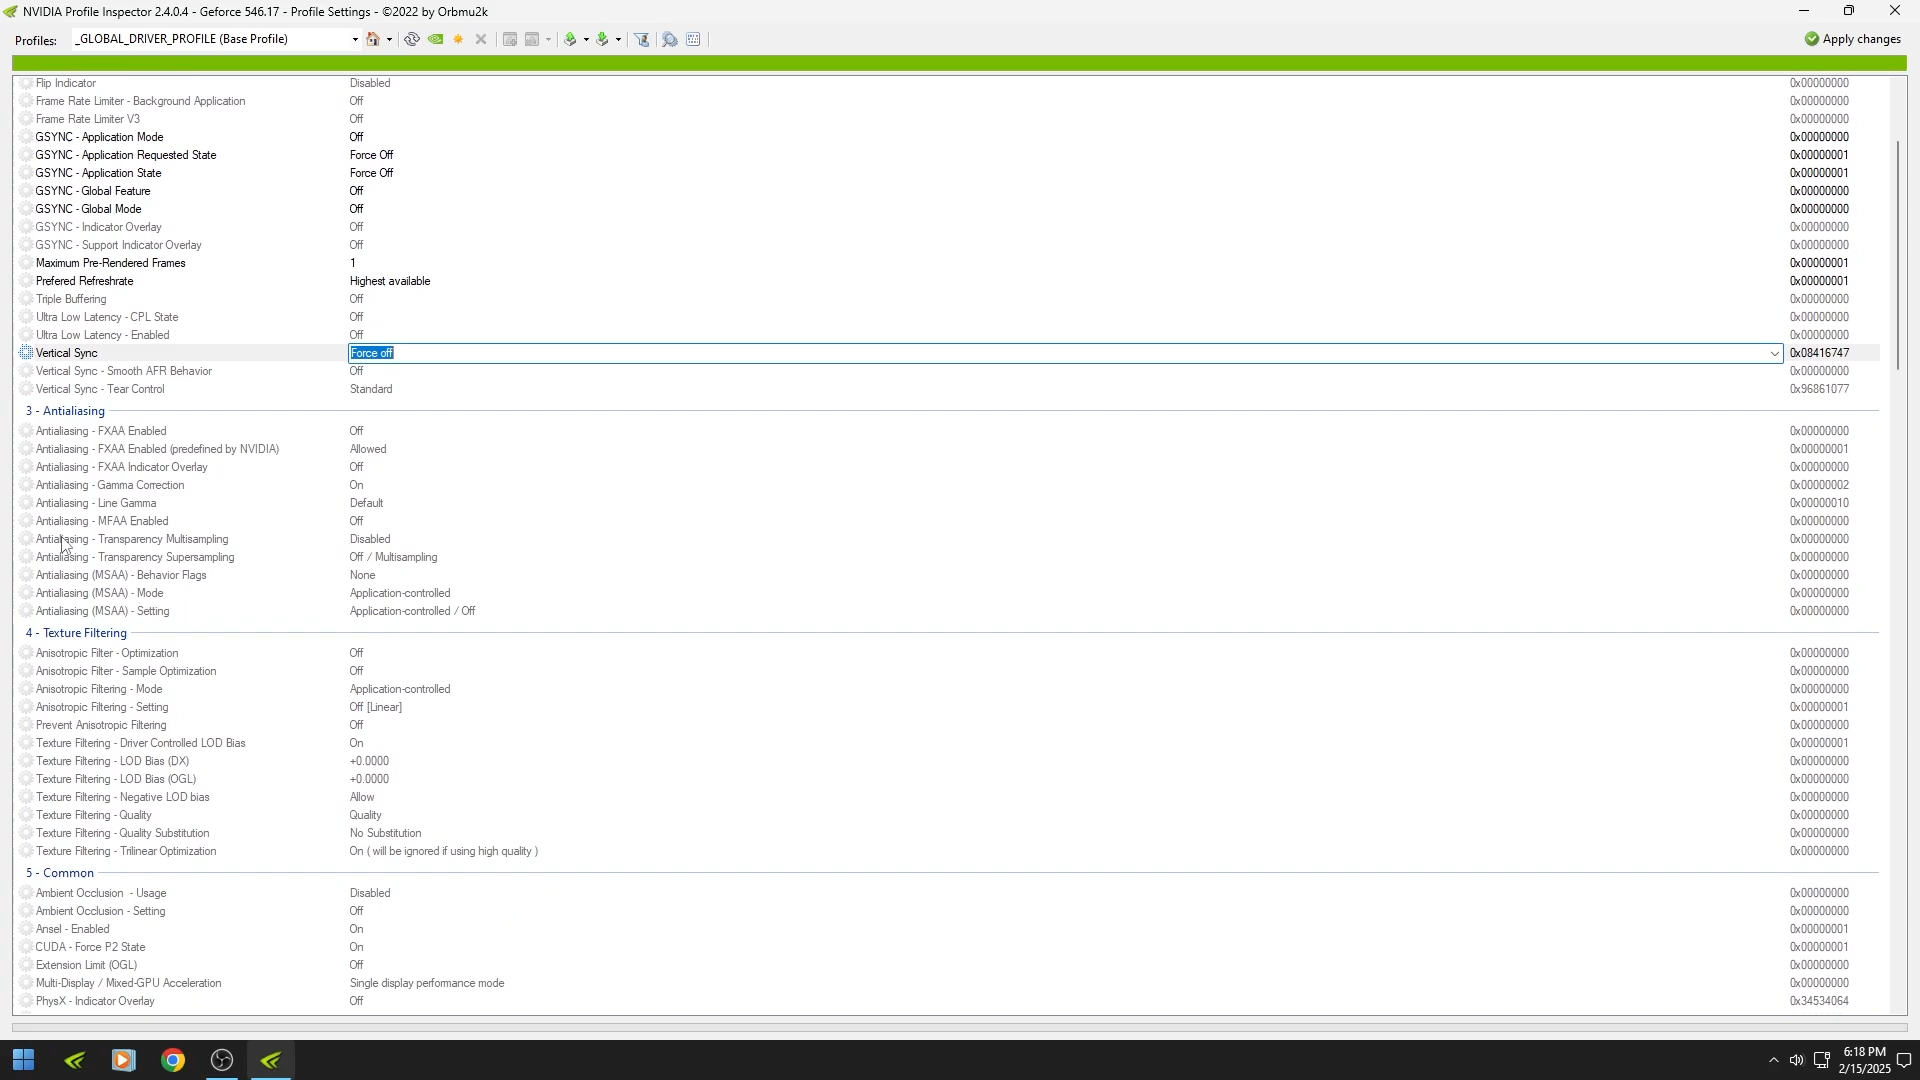 NVIDIA Profile Inspector 2.4.0.4 - Geforce 546.17 - Profile Settings - ©2022 by Orbmu2k
Profiles: _GLOBAL_DRIVER_PROFILE (Base Profile) Apply changes
Flip Indicator Disabled 0x00000000
Frame Rate Limiter - Background Application Off 0x00000000
Frame Rate Limiter V3 Off 0x00000000
GSYNC - Application Mode Off 0x00000000
GSYNC - Application Requested State Force Off 0x00000001
GSYNC - Application State Force Off 0x00000001
GSYNC - Global Feature Off 0x00000000
GSYNC - Global Mode Off 0x00000000
GSYNC - Indicator Overlay Off 0x00000000
GSYNC - Support Indicator Overlay Off 0x00000000
Maximum Pre-Rendered Frames 1 0x00000001
Prefered Refreshrate Highest available 0x00000001
Triple Buffering Off 0x00000000
Ultra Low Latency - CPL State Off 0x00000000
Ultra Low Latency - Enabled Off 0x00000000
Vertical Sync Force off 0x08416747
Vertical Sync - Smooth AFR Behavior Off 0x00000000
Vertical Sync - Tear Control Standard 0x96861077
3 - Antialiasing
Antialiasing - FXAA Enabled Off 0x00000000
Antialiasing - FXAA Enabled (predefined by NVIDIA) Allowed 0x00000001
Antialiasing - FXAA Indicator Overlay Off 0x00000000
Antialiasing - Gamma Correction On 0x00000002
Antialiasing - Line Gamma Default 0x00000010
Antialiasing - MFAA Enabled Off 0x00000000
Antialiasing - Transparency Multisampling Disabled 0x00000000
Antialiasing - Transparency Supersampling Off / Multisampling 0x00000000
Antialiasing (MSAA) - Behavior Flags None 0x00000000
Antialiasing (MSAA) - Mode Application-controlled 0x00000000
Antialiasing (MSAA) - Setting Application-controlled / Off 0x00000000
4 - Texture Filtering
Anisotropic Filter - Optimization Off 0x00000000
Anisotropic Filter - Sample Optimization Off 0x00000000
Anisotropic Filtering - Mode Application-controlled 0x00000000
Anisotropic Filtering - Setting Off [Linear] 0x00000001
Prevent Anisotropic Filtering Off 0x00000000
Texture Filtering - Driver Controlled LOD Bias On 0x00000001
Texture Filtering - LOD Bias (DX) +0.0000 0x00000000
Texture Filtering - LOD Bias (OGL) +0.0000 0x00000000
Texture Filtering - Negative LOD bias Allow 0x00000000
Texture Filtering - Quality Quality 0x00000000
Texture Filtering - Quality Substitution No Substitution 0x00000000
Texture Filtering - Trilinear Optimization On ( will be ignored if using high quality ) 0x00000000
5 - Common
Ambient Occlusion - Usage Disabled 0x00000000
Ambient Occlusion - Setting Off 0x00000000
Ansel - Enabled On 0x00000001
CUDA - Force P2 State On 0x00000001
Extension Limit (OGL) Off 0x00000000
Multi-Display / Mixed-GPU Acceleration Single display performance mode 0x00000000
PhysX - Indicator Overlay Off 0x34534064
6:18 PM
2/15/2025